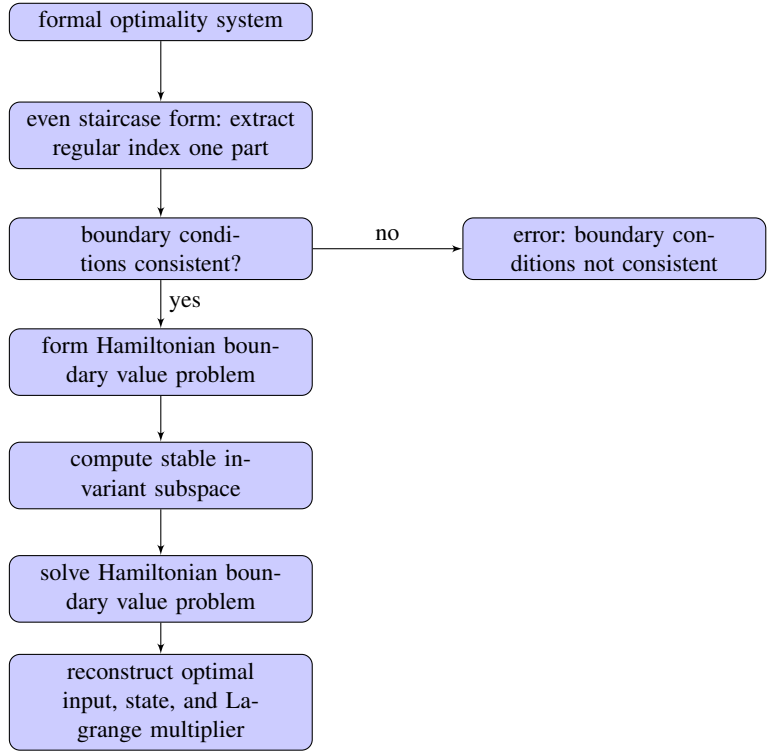 formal optimality system
even staircase form: extract
regular index one part
boundary condi-
tions consistent?
no
error: boundary con-
ditions not consistent
yes
form Hamiltonian boun-
dary value problem
compute stable in-
variant subspace
solve Hamiltonian boun-
dary value problem
reconstruct optimal
input, state, and La-
grange multiplier